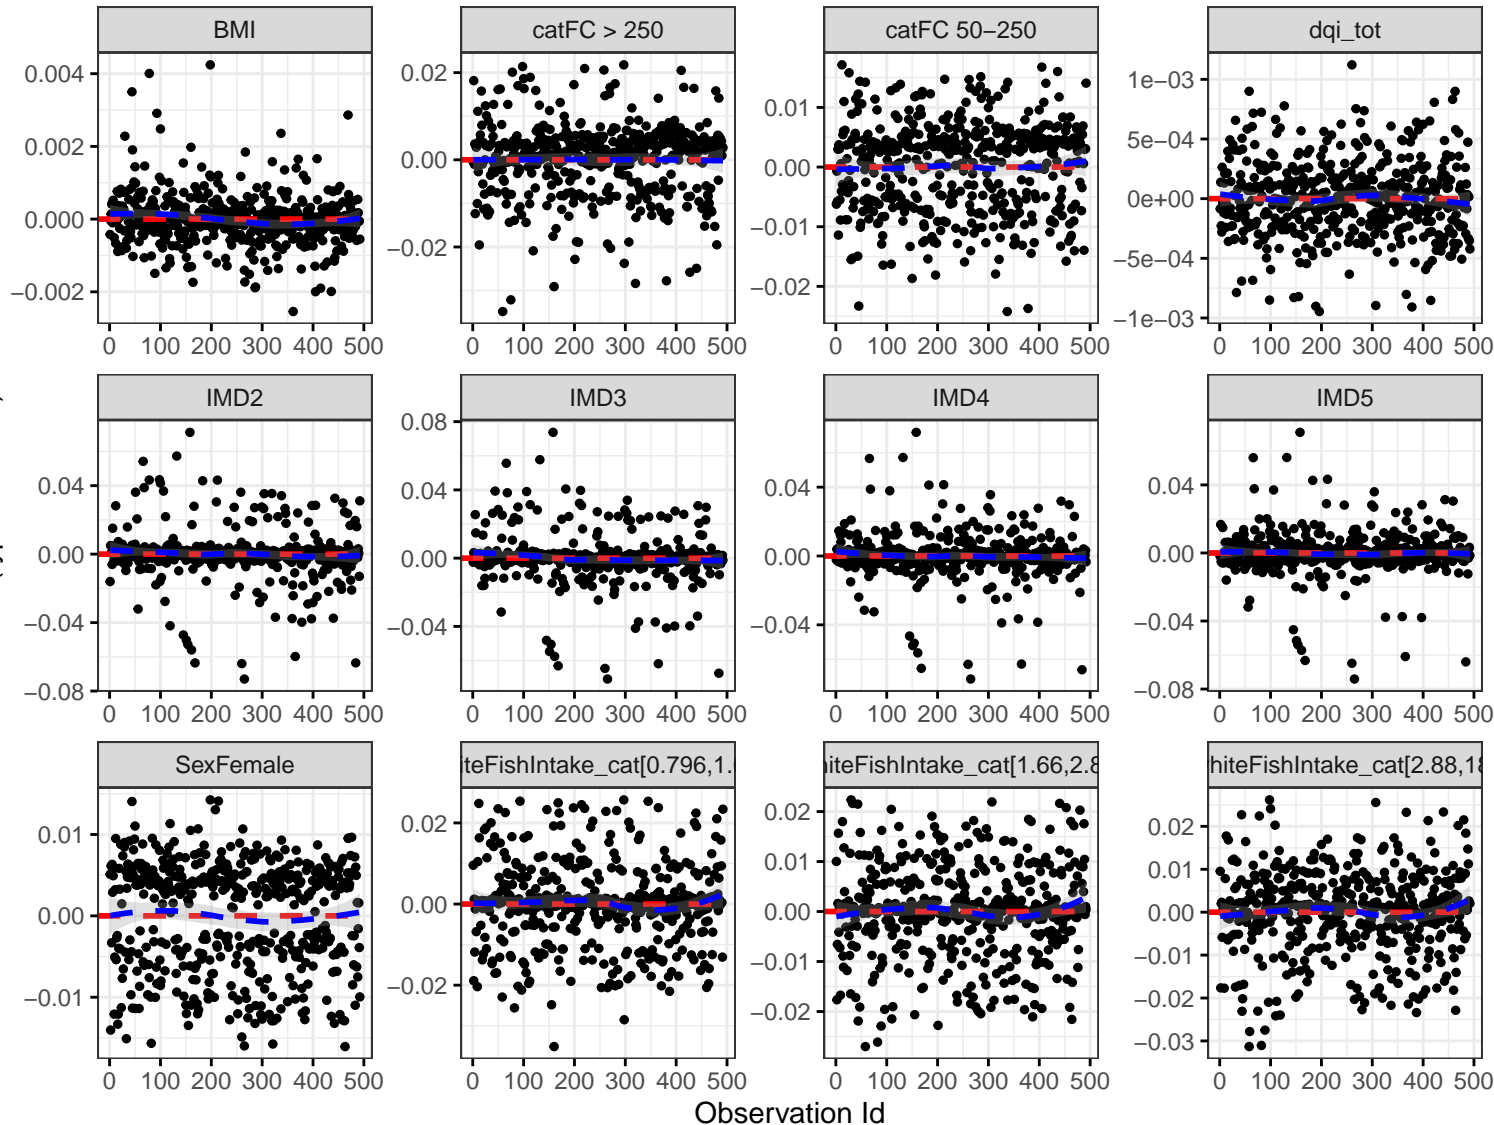 BMI
catFC > 250
catFC 50−250
dqi_tot
0.004
0.002
0.000
−0.002
0.02
0.00
−0.02
0.01
0.00
−0.01
−0.02
1e−03
5e−04
0e+00
−5e−04
−1e−03
0 100 200 300 400 500
0 100 200 300 400 500
0 100 200 300 400 500
0 100 200 300 400 500
IMD2
IMD3
IMD4
IMD5
0.04
0.00
−0.04
−0.08
0.08
0.04
0.00
−0.04
0.04
0.00
−0.04
0.04
0.00
−0.04
−0.08
0 100 200 300 400 500
0 100 200 300 400 500
0 100 200 300 400 500
0 100 200 300 400 500
SexFemale
iteFishIntake_cat[0.796,1.
iteFishIntake_cat[1.66,2.8
hiteFishIntake_cat[2.88,18
0.01
0.00
−0.01
0.02
0.00
−0.02
0.02
0.01
0.00
−0.01
−0.02
0.02
0.01
0.00
−0.01
−0.02
−0.03
0 100 200 300 400 500
0 100 200 300 400 500
0 100 200 300 400 500
0 100 200 300 400 500
Observation Id